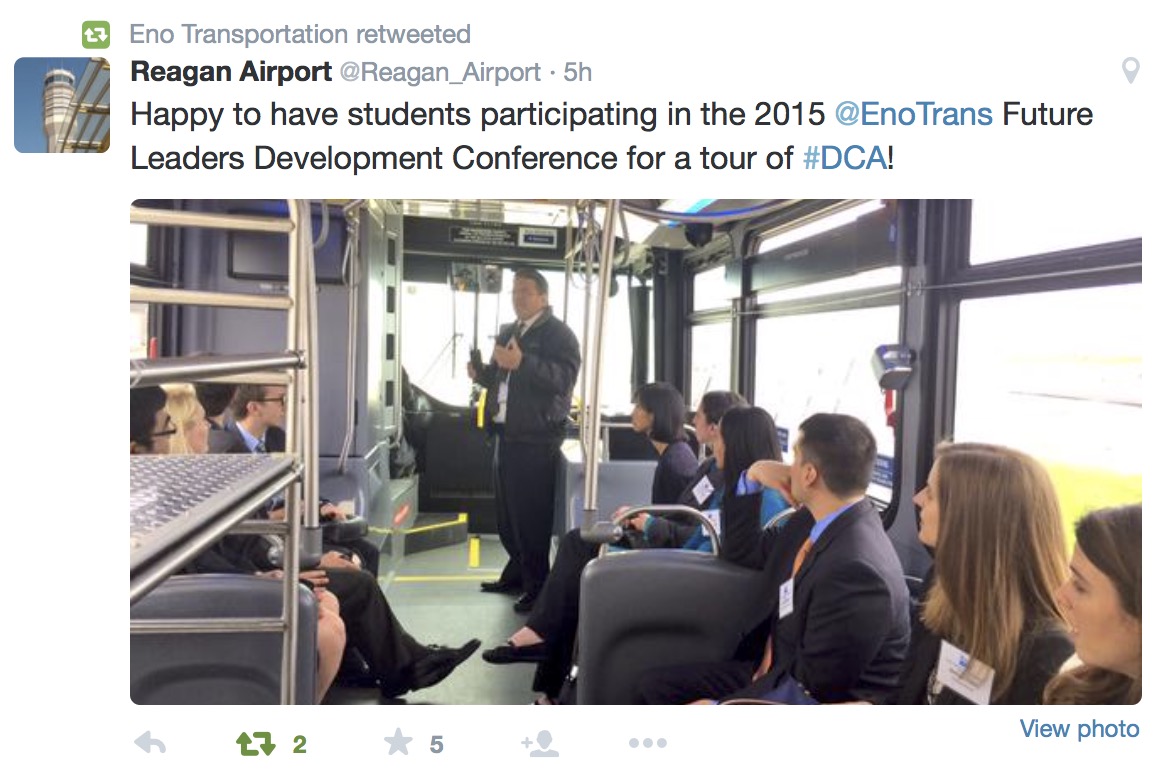 Eno Transportation retweeted
Reagan Airport @Reagan_Airport · 5h
Happy to have students participating in the 2015 @EnoTrans Future
Leaders Development Conference for a tour of #DCA!
View photo
2
5